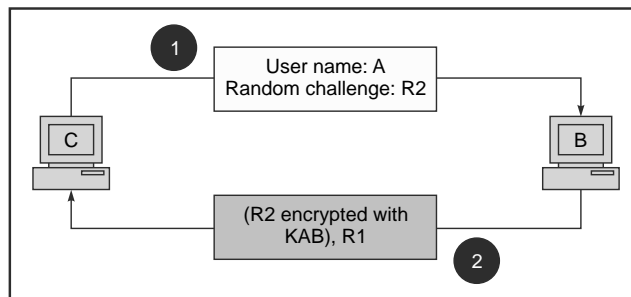 1
User name: A
Random challenge: R2
C
B
(R2 encrypted with
KAB), R1
2